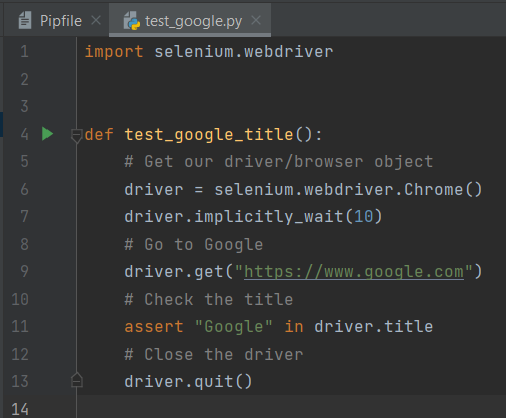 Pipfile test_google.py
1 import selenium.webdriver
2
3
4 def test_google_title():
5     # Get our driver/browser object
6     driver = selenium.webdriver.Chrome()
7     driver.implicitly_wait(10)
8     # Go to Google
9     driver.get("https://www.google.com")
10     # Check the title
11     assert "Google" in driver.title
12     # Close the driver
13     driver.quit()
14